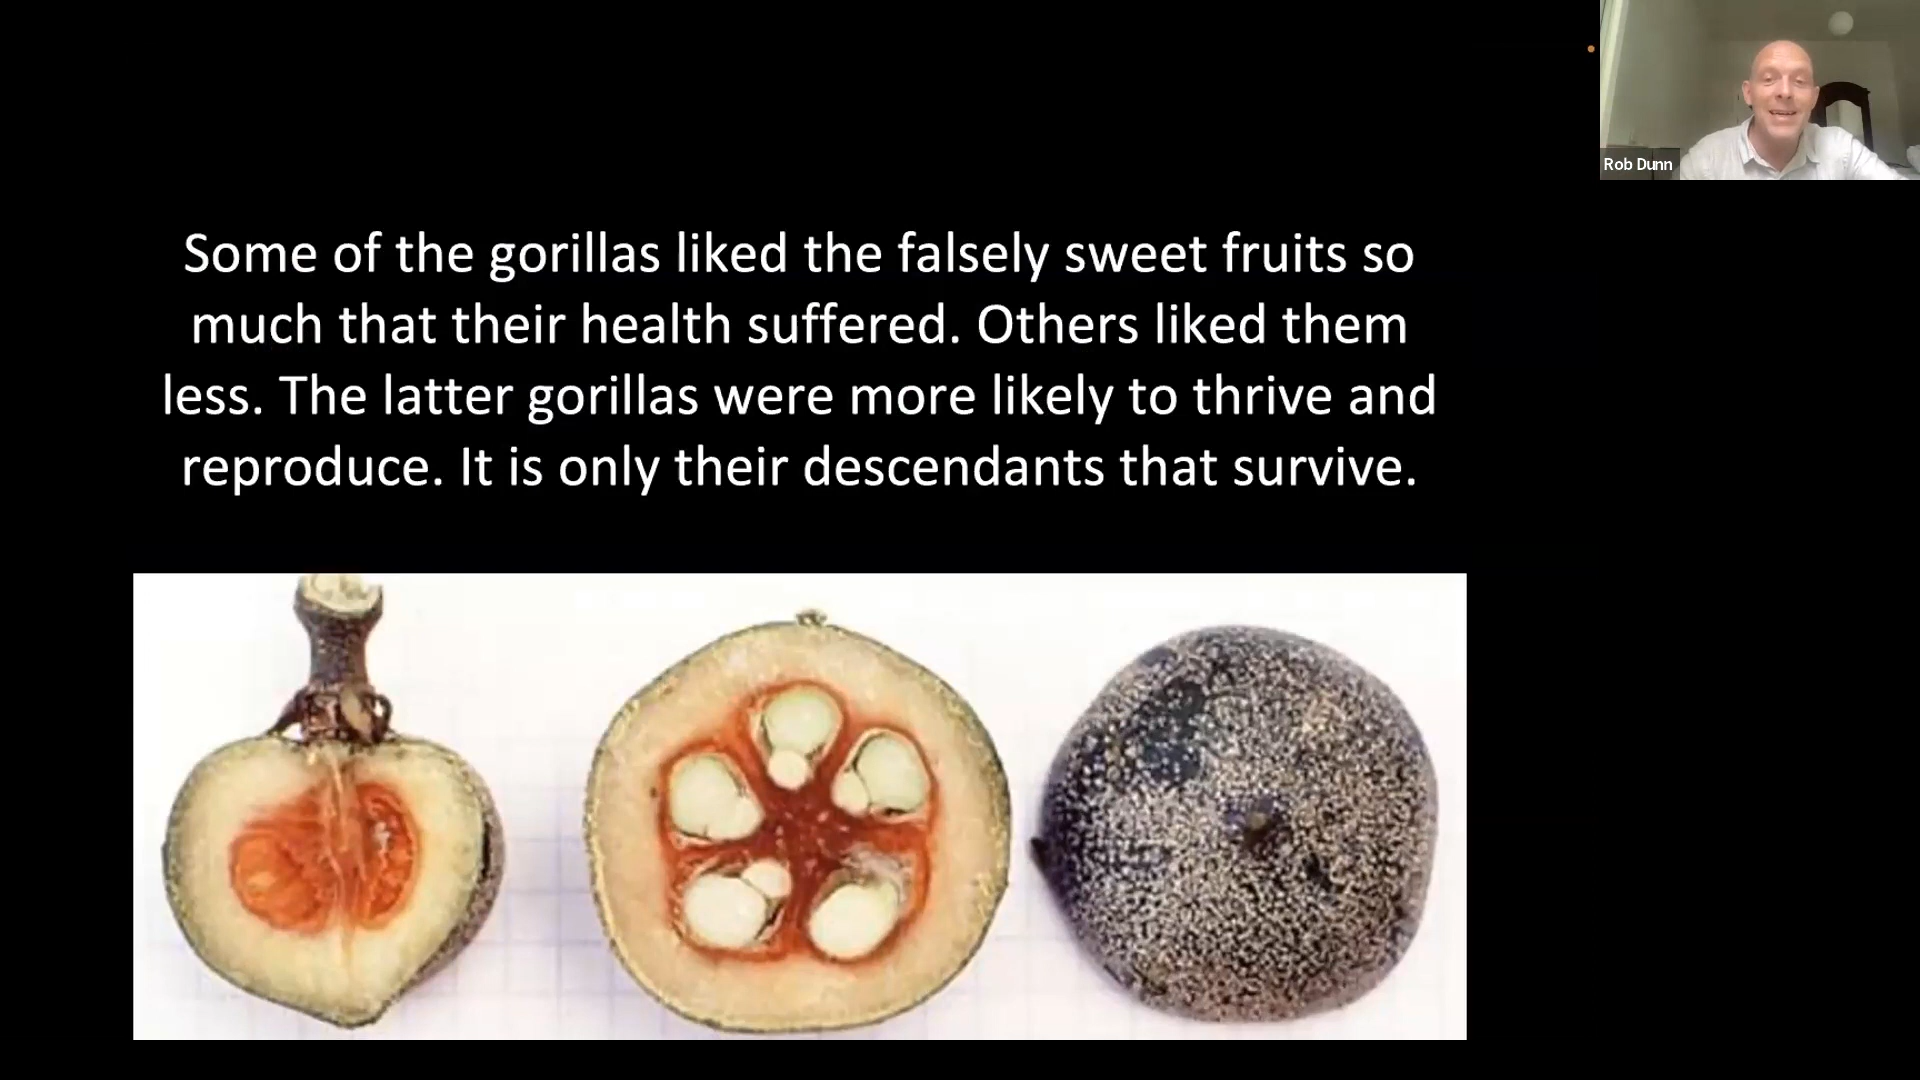 Rob Dunn
Some of the gorillas liked the falsely sweet fruits so
much that their health suffered. Others liked them
less. The latter gorillas were more likely to thrive and
reproduce. It is only their descendants that survive.